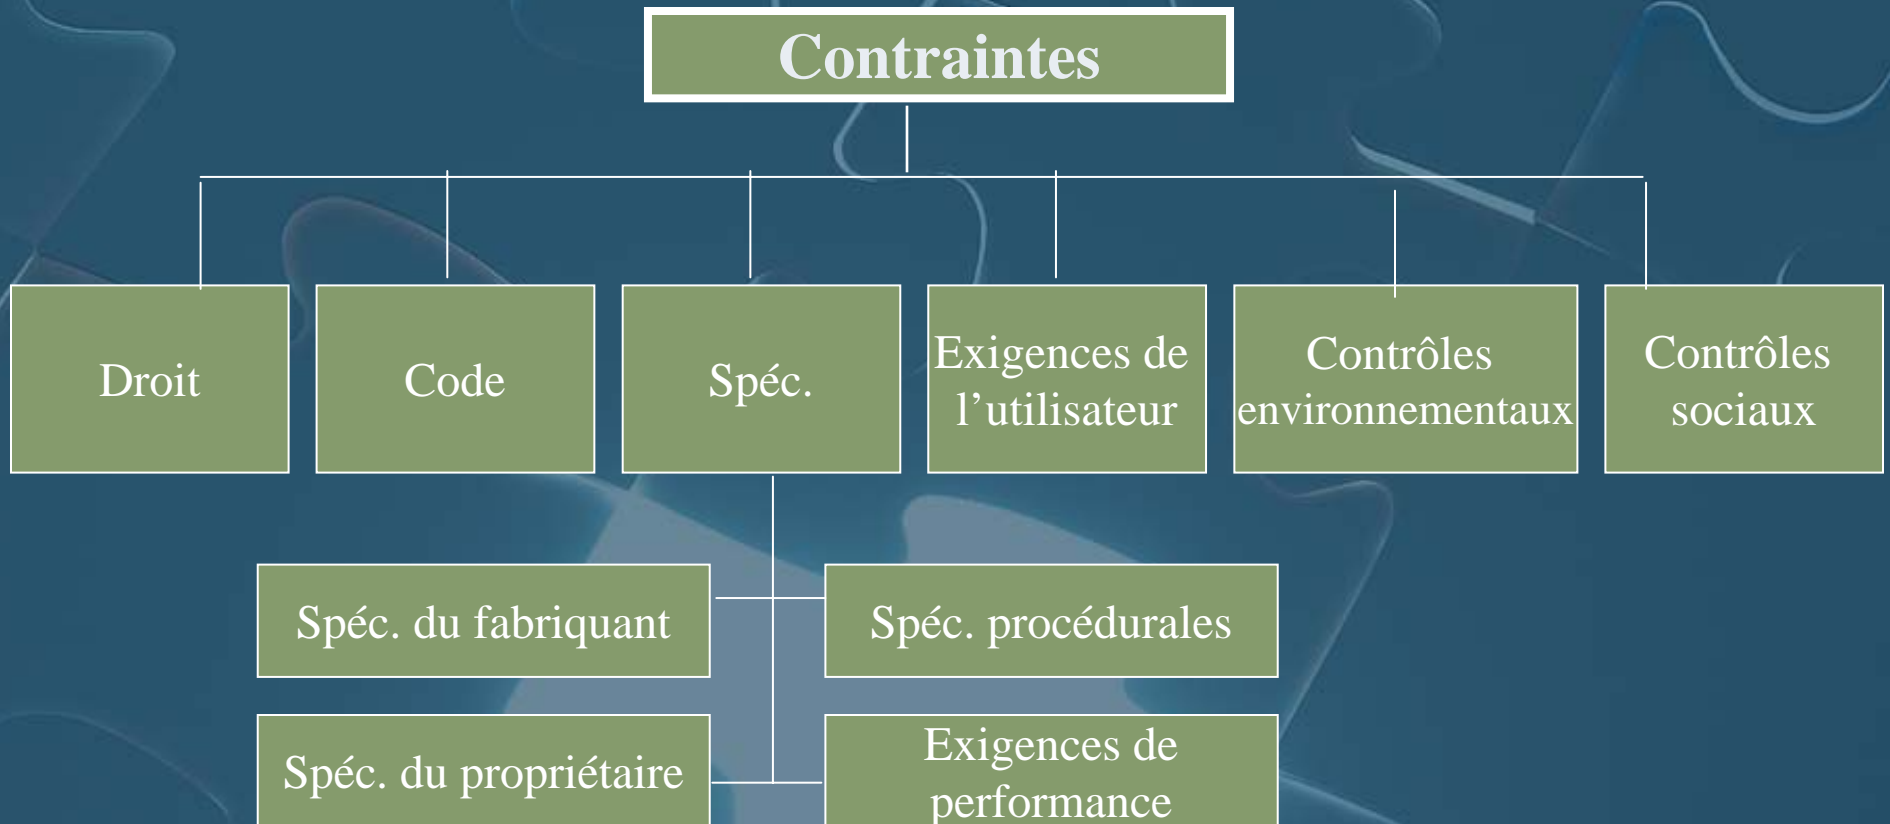 Contraintes
Droit
Code
Spéc.
Exigences de
l’utilisateur
Contrôles
environnementaux
Contrôles
sociaux
Spéc. du fabriquant
Spéc. procédurales
Spéc. du propriétaire
Exigences de
performance